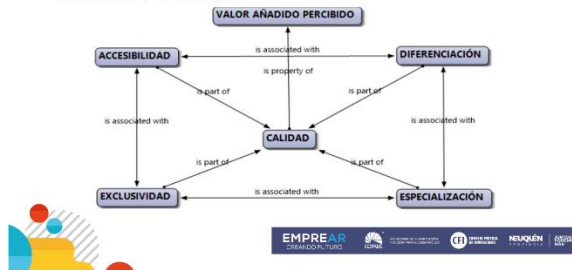 VALOR AÑADIDO PERCIBIDO
is associated with
ACCESIBILIDAD
DIFERENCIACIÓN
is property of
is part of
is part of
is associated with
is associated with
CALIDAD
is part of
is part of
is associated with
EXCLUSIVIDAD
ESPECIALIZACIÓN
EMPREAR
CREANDO FUTURO
COPADE
CFI
NEUQUÉN
PROVINCIA